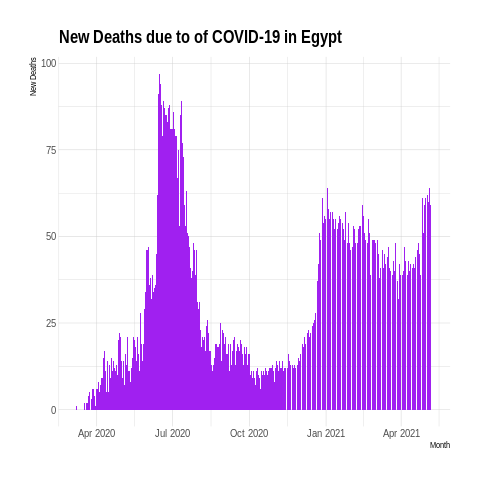 New Deaths due to of COVID-19 in Egypt
New Deaths
100
75
50
25
0
Apr 2020 Jul 2020 Oct 2020 Jan 2021 Apr 2021
Month